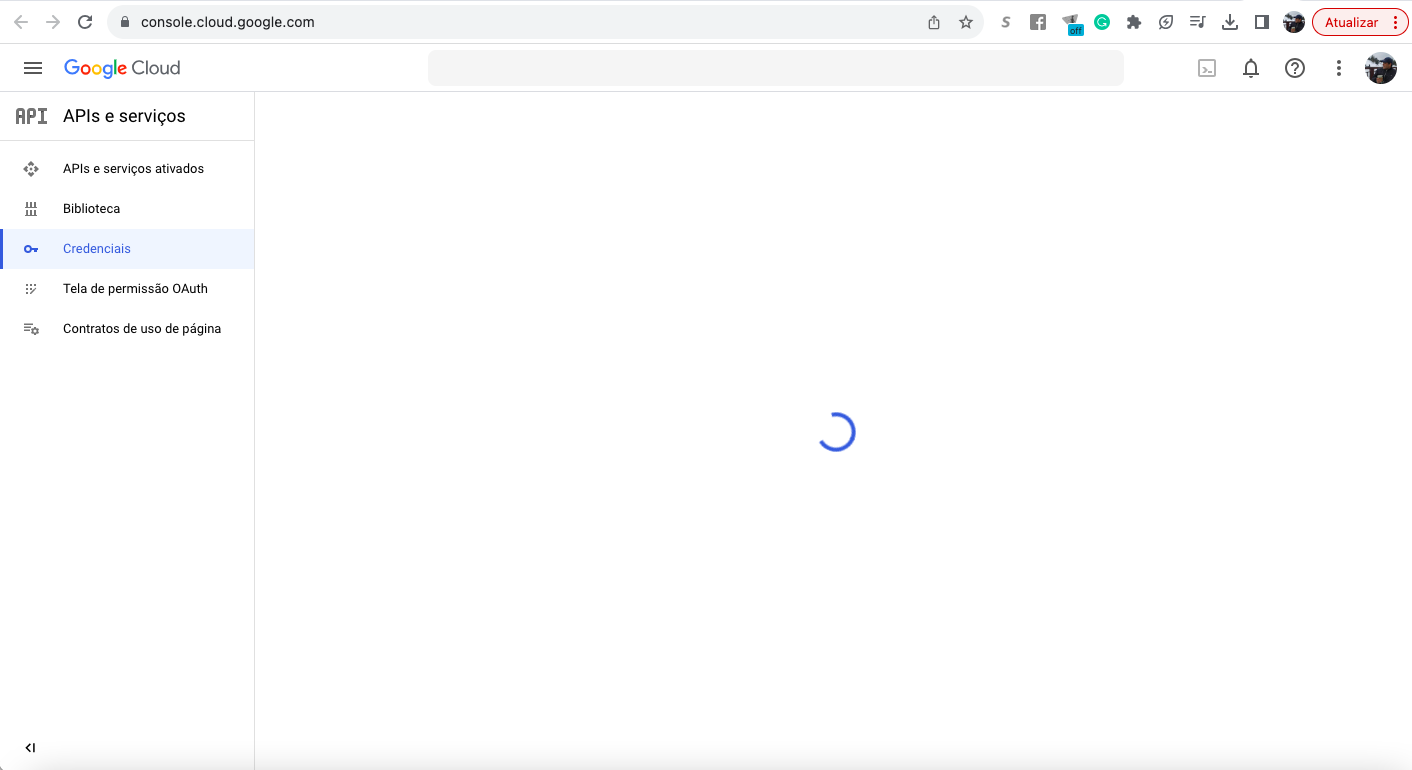 console.cloud.google.com
off
Atualizar
Google Cloud
API APIs e serviços
APIs e serviços ativados
Biblioteca
Credenciais
Tela de permissão OAuth
Contratos de uso de página